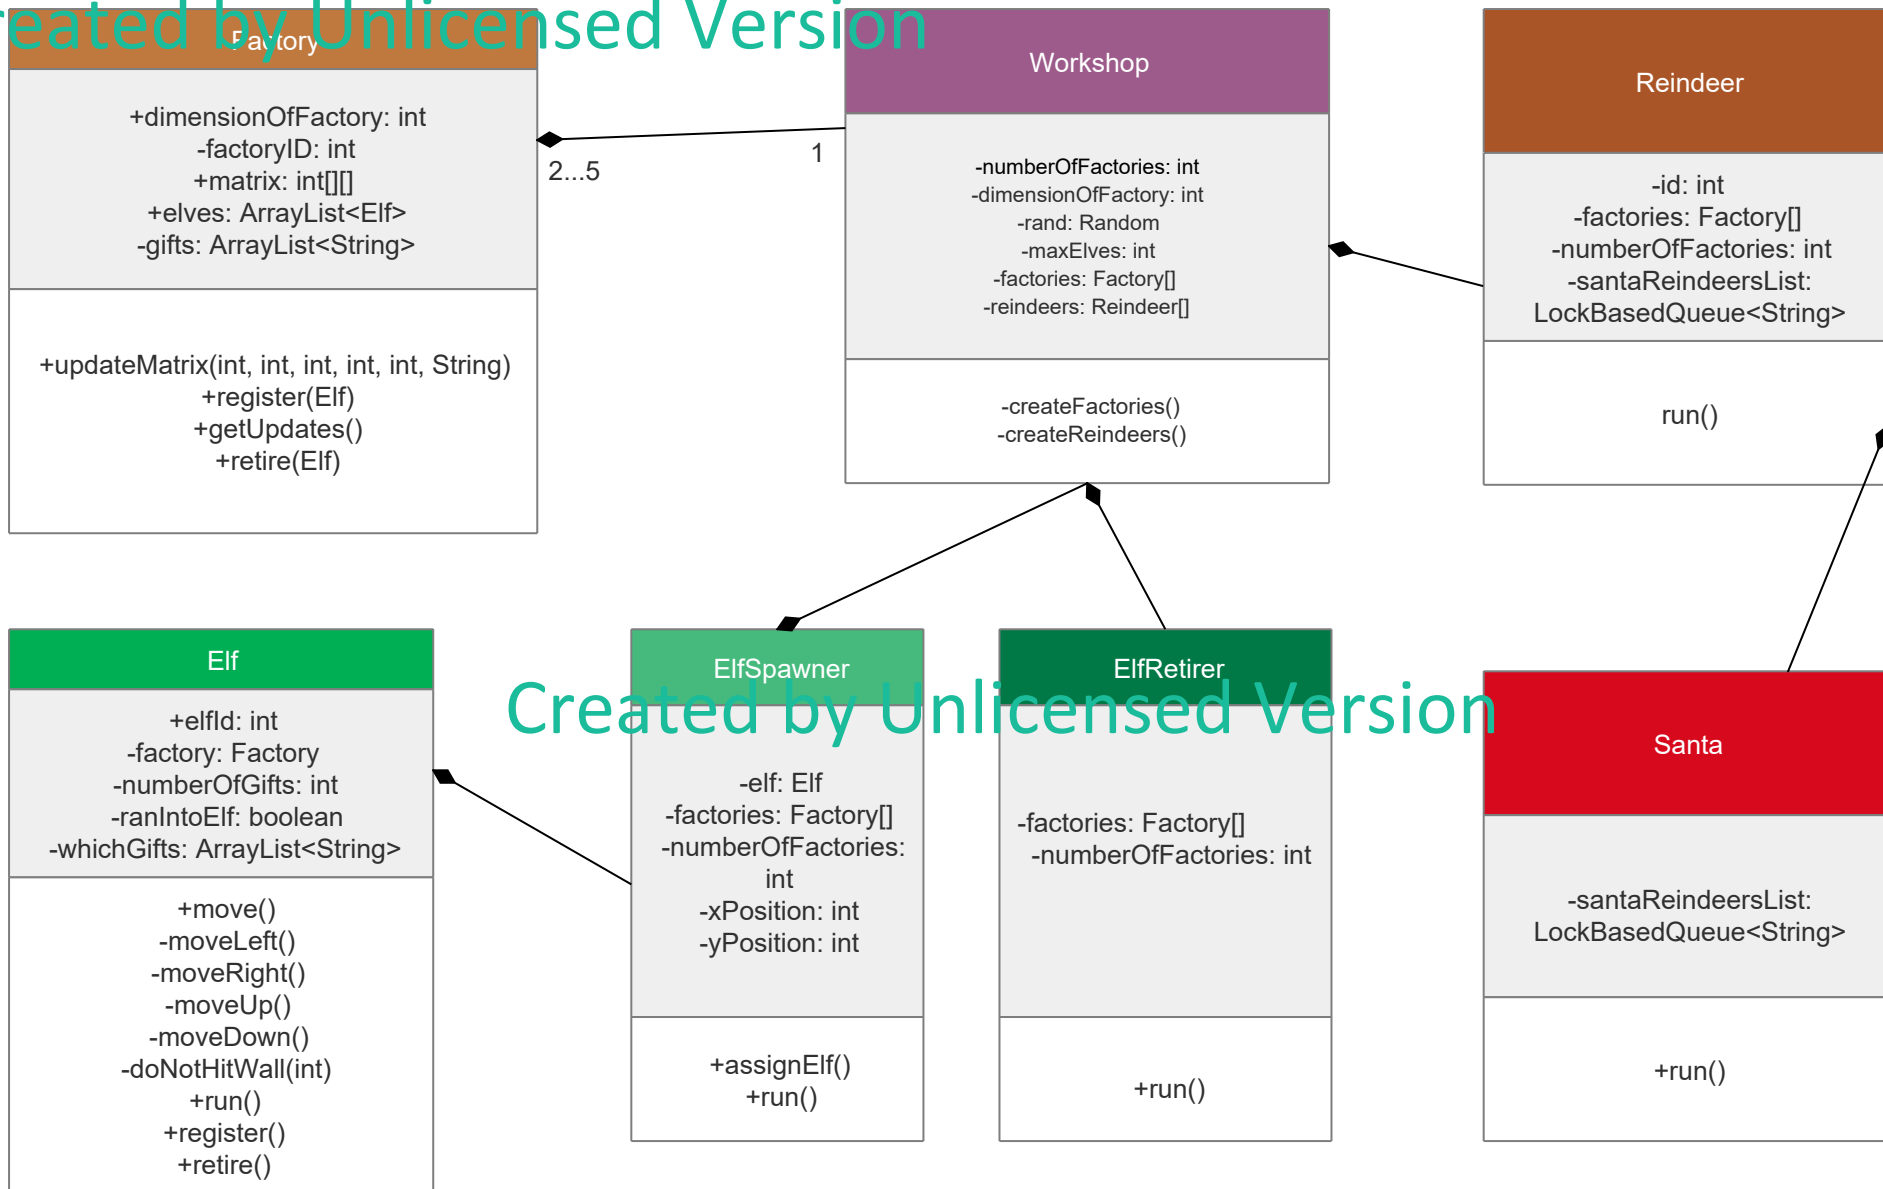 eated by Unlicensed Version
Factory
+dimensionOfFactory: int
-factoryID: int
+matrix: int[][]
+elves: ArrayList<Elf>
-gifts: ArrayList<String>
+updateMatrix(int, int, int, int, int, String)
+register(Elf)
+getUpdates()
+retire(Elf)
2...5
1
Workshop
-numberOfFactories: int
-dimensionOfFactory: int
-rand: Random
-maxElves: int
-factories: Factory[]
-reindeers: Reindeer[]
-createFactories()
-createReindeers()
Reindeer
-id: int
-factories: Factory[]
-numberOfFactories: int
-santaReindeersList:
LockBasedQueue<String>
run()
Elf
+elfId: int
-factory: Factory
-numberOfGifts: int
-ranIntoElf: boolean
-whichGifts: ArrayList<String>
+move()
-moveLeft()
-moveRight()
-moveUp()
-moveDown()
-doNotHitWall(int)
+run()
+register()
+retire()
ElfSpawner
-elf: Elf
-factories: Factory[]
-numberOfFactories:
int
-xPosition: int
-yPosition: int
+assignElf()
+run()
ElfRetirer
-factories: Factory[]
-numberOfFactories: int
+run()
Created by Unlicensed Version
Santa
-santaReindeersList:
LockBasedQueue<String>
+run()